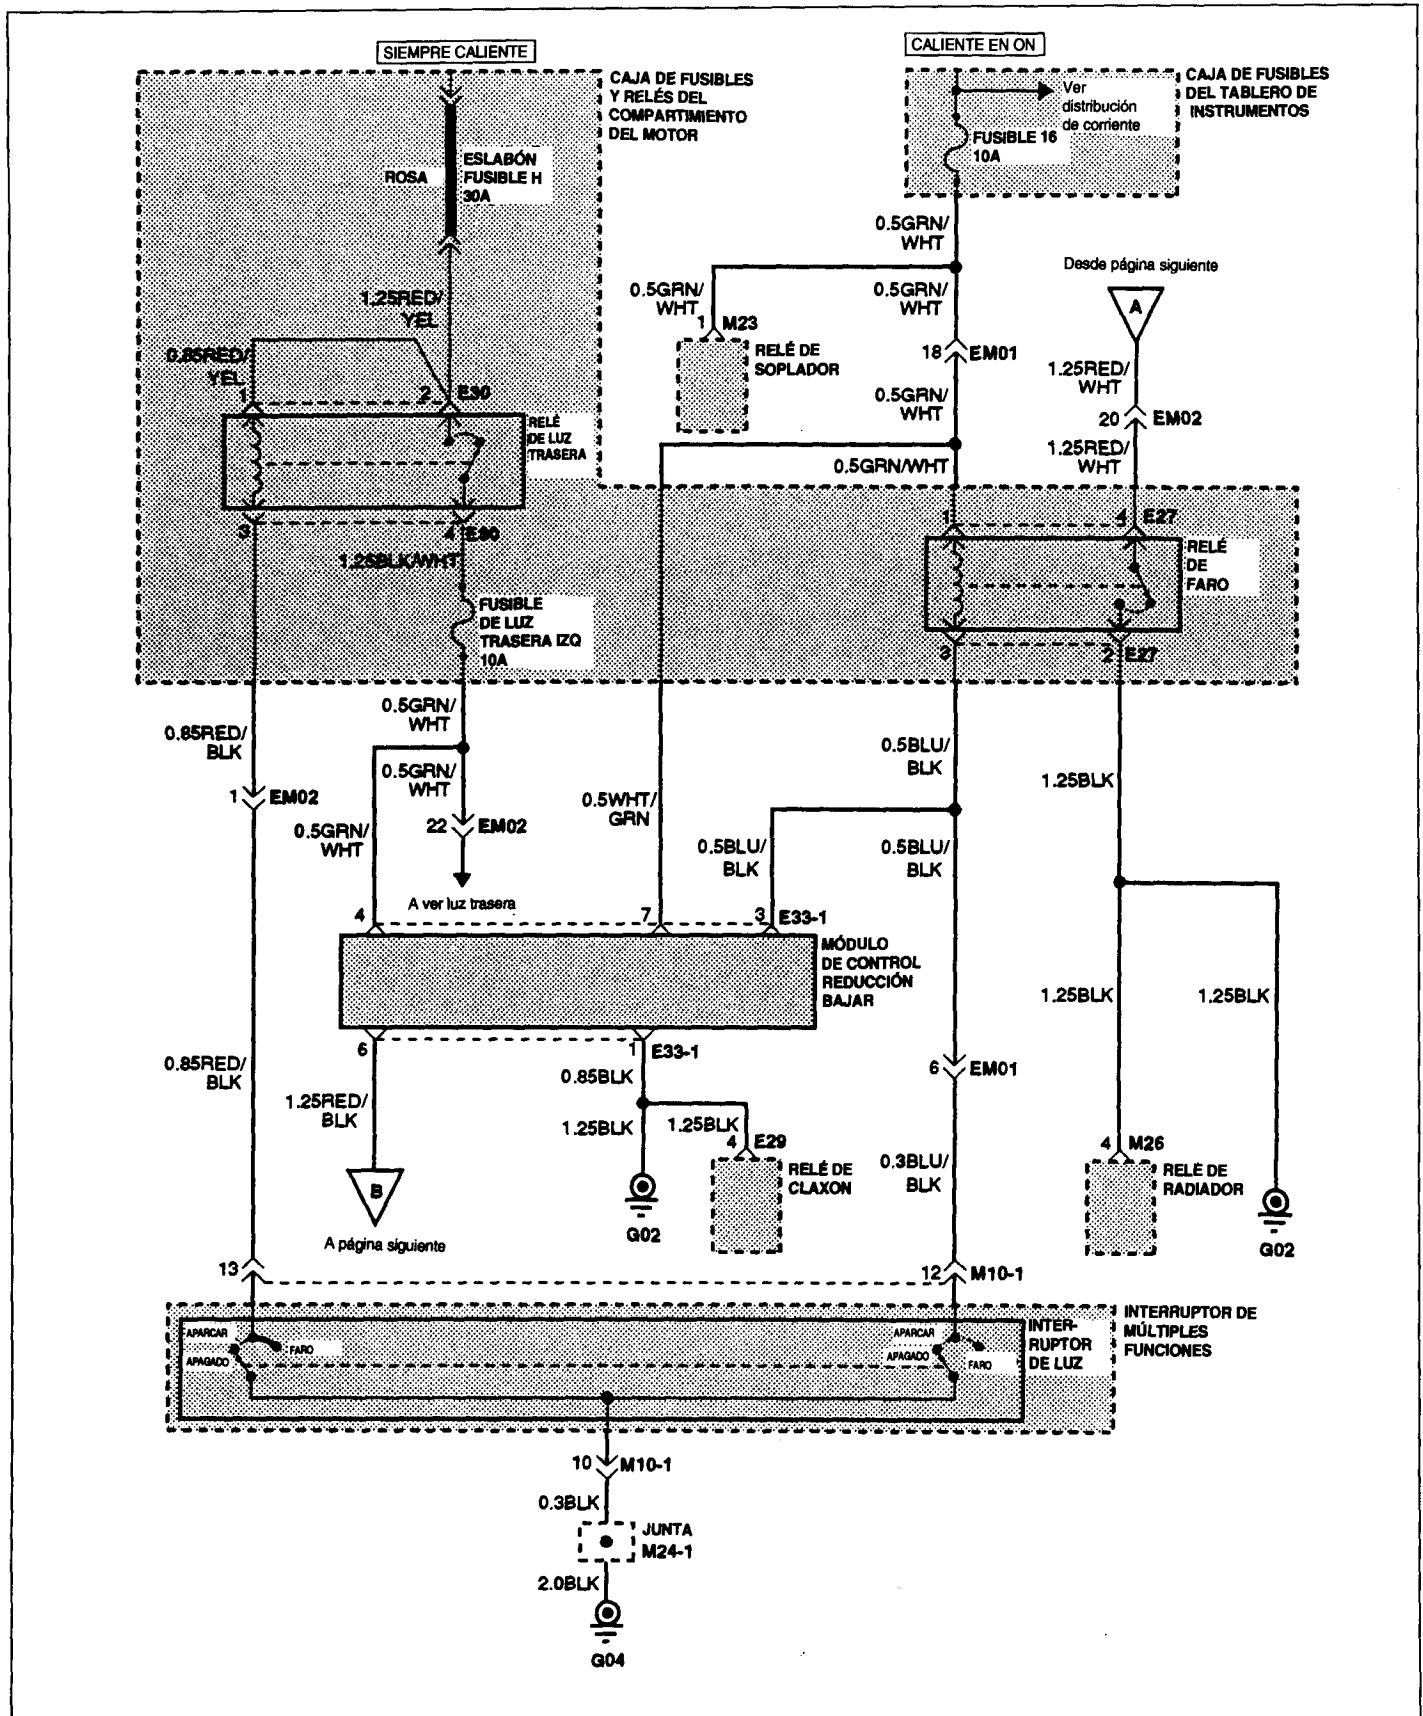 SIEMPRE CALIENTE
CALIENTE EN ON
CAJA DE FUSIBLES
Y RELÉS DEL
COMPARTIMIENTO
DEL MOTOR
CAJA DE FUSIBLES
DEL TABLERO DE
INSTRUMENTOS
Ver
distribución
de corriente
FUSIBLE 16
10A
ROSA
ESLABÓN
FUSIBLE H
30A
0.5GRN/
WHT
Desde página siguiente
A
0.5GRN/
WHT
0.5GRN/
WHT
1.25RED/
YEL
1 M23
RELÉ DE
SOPLADOR
18 EM01
0.85RED/
YEL
1.25RED/
WHT
1
2 E30
0.5GRN/
WHT
20 EM02
RELÉ
DE LUZ
TRASERA
0.5GRN/WHT
1.25RED/
WHT
3
4 E30
1
4 E27
1.25BLK/WHT
RELÉ
DE
FARO
FUSIBLE
DE LUZ
TRASERA IZQ
10A
3
2 E27
0.5GRN/
WHT
0.85RED/
BLK
0.5BLU/
BLK
0.5GRN/
WHT
1.25BLK
1 EM02
0.5WHT/
GRN
22 EM02
0.5GRN/
WHT
0.5BLU/
BLK
0.5BLU/
BLK
A ver luz trasera
4
7
3 E33-1
MÓDULO
DE CONTROL
REDUCCIÓN
BAJAR
1.25BLK
1.25BLK
6
1 E33-1
0.85RED/
BLK
0.85BLK
6 EM01
1.25RED/
BLK
1.25BLK
1.25BLK
4 E29
4 M26
RELÉ DE
CLAXON
0.3BLU/
BLK
RELÉ DE
RADIADOR
B
G02
G02
A página siguiente
13
12 M10-1
INTERRUPTOR DE
MÚLTIPLES
FUNCIONES
INTER-
RUPTOR
DE LUZ
APARCAR
FARO
APAGADO
APARCAR
APAGADO
FARO
10 M10-1
0.3BLK
JUNTA
M24-1
2.0BLK
G04